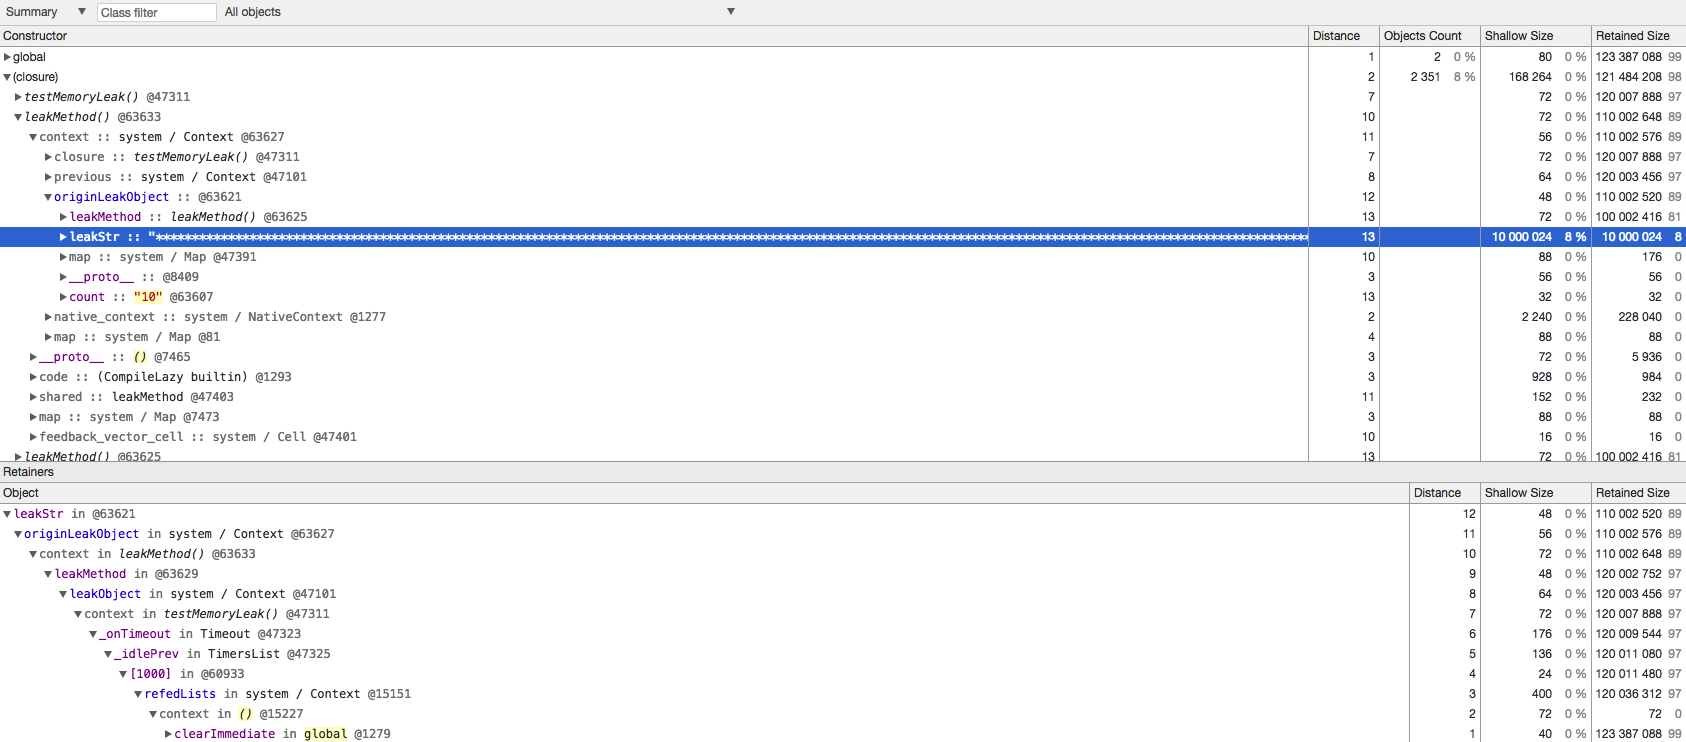 Summary ▼ Class filter All objects ▼
Constructor Distance Objects Count Shallow Size Retained Size
▶global 1 2 0 % 80 0 % 123 387 088 99
▼(closure) 2 2 351 8 % 168 264 0 % 121 484 208 98
▶testMemoryLeak() @47311 7 72 0 % 120 007 888 97
▼leakMethod() @63633 10 72 0 % 110 002 648 89
▼context :: system / Context @63627 11 56 0 % 110 002 576 89
▶closure :: testMemoryLeak() @47311 7 72 0 % 120 007 888 97
▶previous :: system / Context @47101 8 64 0 % 120 003 456 97
▼originLeakObject :: @63621 12 48 0 % 110 002 520 89
▶leakMethod :: leakMethod() @63625 13 72 0 % 100 002 416 81
▶leakStr :: "**************************************** 13 10 000 024 8 % 10 000 024 8
▶map :: system / Map @47391 10 88 0 % 176 0
▶__proto__ :: @8409 3 56 0 % 56 0
▶count :: "10" @63607 13 32 0 % 32 0
▶native_context :: system / NativeContext @1277 2 2 240 0 % 228 040 0
▶map :: system / Map @81 4 88 0 % 88 0
▶__proto__ :: () @7465 3 72 0 % 5 936 0
▶code :: (CompileLazy builtin) @1293 3 928 0 % 984 0
▶shared :: leakMethod @47403 11 152 0 % 232 0
▶map :: system / Map @7473 3 88 0 % 88 0
▶feedback_vector_cell :: system / Cell @47401 10 16 0 % 16 0
▶leakMethod() @63625 13 72 0 % 100 002 416 81
Retainers
Object Distance Shallow Size Retained Size
▼leakStr in @63621 12 48 0 % 110 002 520 89
▼originLeakObject in system / Context @63627 11 56 0 % 110 002 576 89
▼context in leakMethod() @63633 10 72 0 % 110 002 648 89
▼leakMethod in @63629 9 48 0 % 120 002 752 97
▼leakObject in system / Context @47101 8 64 0 % 120 003 456 97
▼context in testMemoryLeak() @47311 7 72 0 % 120 007 888 97
▼_onTimeout in Timeout @47323 6 176 0 % 120 009 544 97
▼_idlePrev in TimersList @47325 5 136 0 % 120 011 080 97
▼[1000] in @60933 4 24 0 % 120 011 480 97
▼refedLists in system / Context @15151 3 400 0 % 120 036 312 97
▼context in () @15227 2 72 0 % 72 0
▶clearImmediate in global @1279 1 40 0 % 123 387 088 99